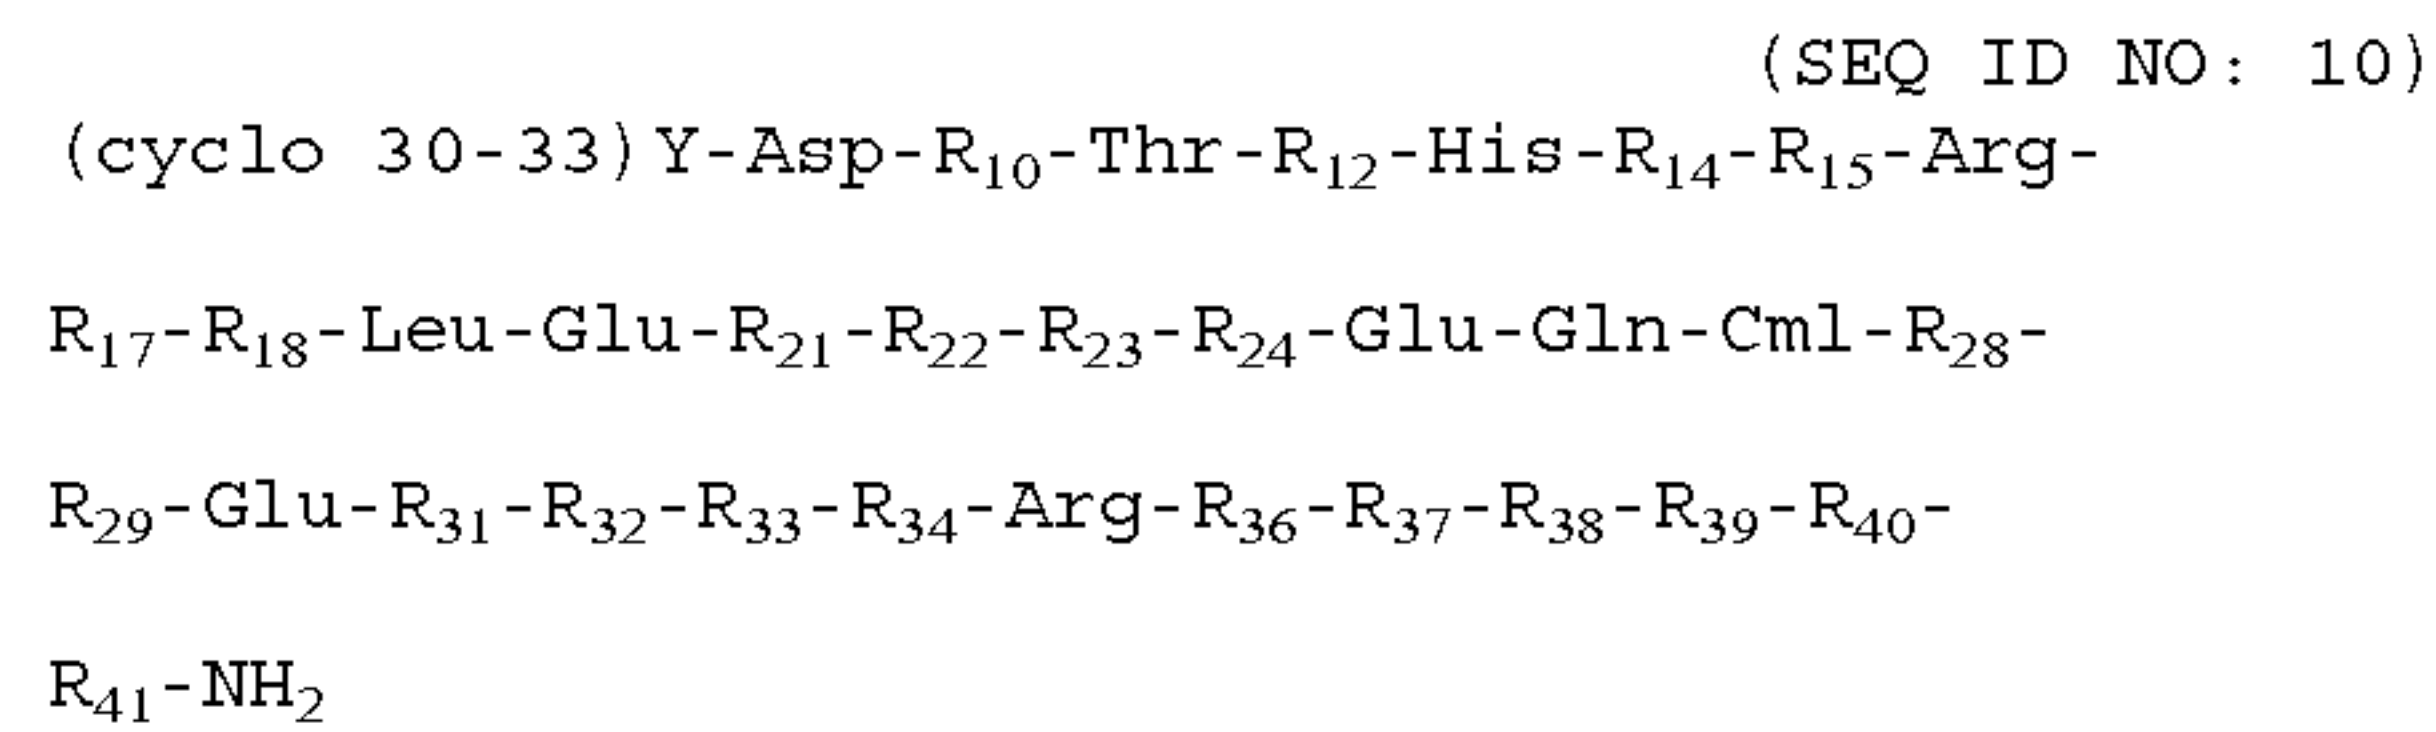 (SEQ ID NO: 10)
(cyclo 30-33)Y-Asp-R₁₀-Thr-R₁₂-His-R₁₄-R₁₅-Arg-
R₁₇-R₁₈-Leu-Glu-R₂₁-R₂₂-R₂₃-R₂₄-Glu-Gln-Cml-R₂₈-
R₂₉-Glu-R₃₁-R₃₂-R₃₃-R₃₄-Arg-R₃₆-R₃₇-R₃₈-R₃₉-R₄₀-
R₄₁-NH₂